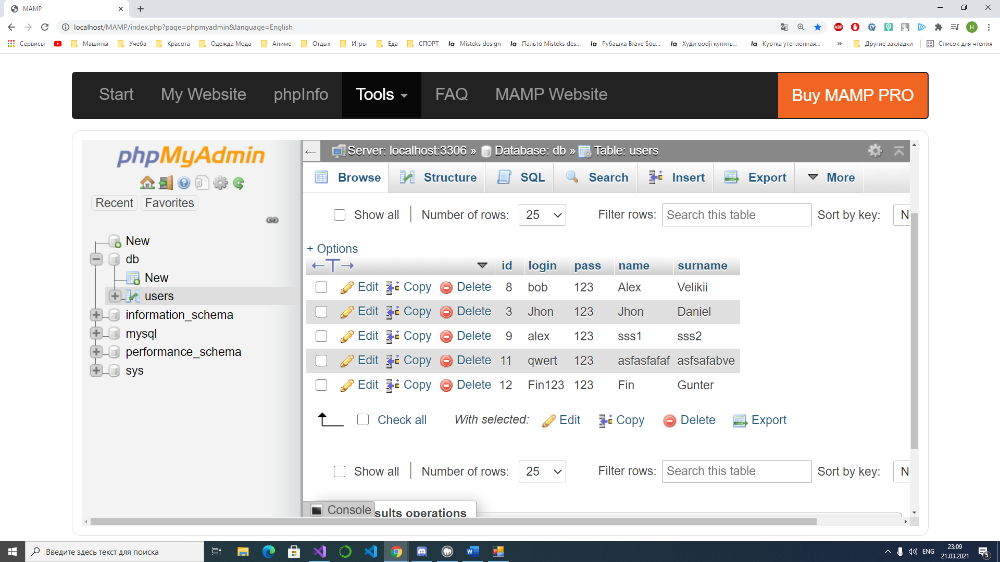 MAMP
localhost/MAMP/index.php?page=phpmyadmin&language=English
ABP
H
Сервисы
Машины
Учеба
Красота
Одежда Мода
Аниме
Отдых
Игры
Еда
СПОРТ
la Misteks design
la Пальто Misteks des...
la Рубашка Brave Sou...
la Худи oodji купить...
la Куртка утепленная...
»
Другие закладки
Список для чтения
Start
My Website
phpInfo
Tools
FAQ
MAMP Website
Buy MAMP PRO
phpMyAdmin
Recent
Favorites
New
db
New
users
information_schema
mysql
performance_schema
sys
Server: localhost:3306 » Database: db » Table: users
Browse
Structure
SQL
Search
Insert
Export
More
Show all
Number of rows:
25
Filter rows:
Search this table
Sort by key:
N
+ Options
←T→ id login pass name surname
Edit Copy Delete 8 bob 123 Alex Velikii
Edit Copy Delete 3 Jhon 123 Jhon Daniel
Edit Copy Delete 9 alex 123 sss1 sss2
Edit Copy Delete 11 qwert 123 asfasfafaf asfsafabve
Edit Copy Delete 12 Fin123 123 Fin Gunter
Check all
With selected:
Edit
Copy
Delete
Export
Show all
Number of rows:
25
Filter rows:
Search this table
Sort by key:
N
Console
sults operations
Введите здесь текст для поиска
ENG
23:09
21.03.2021
5